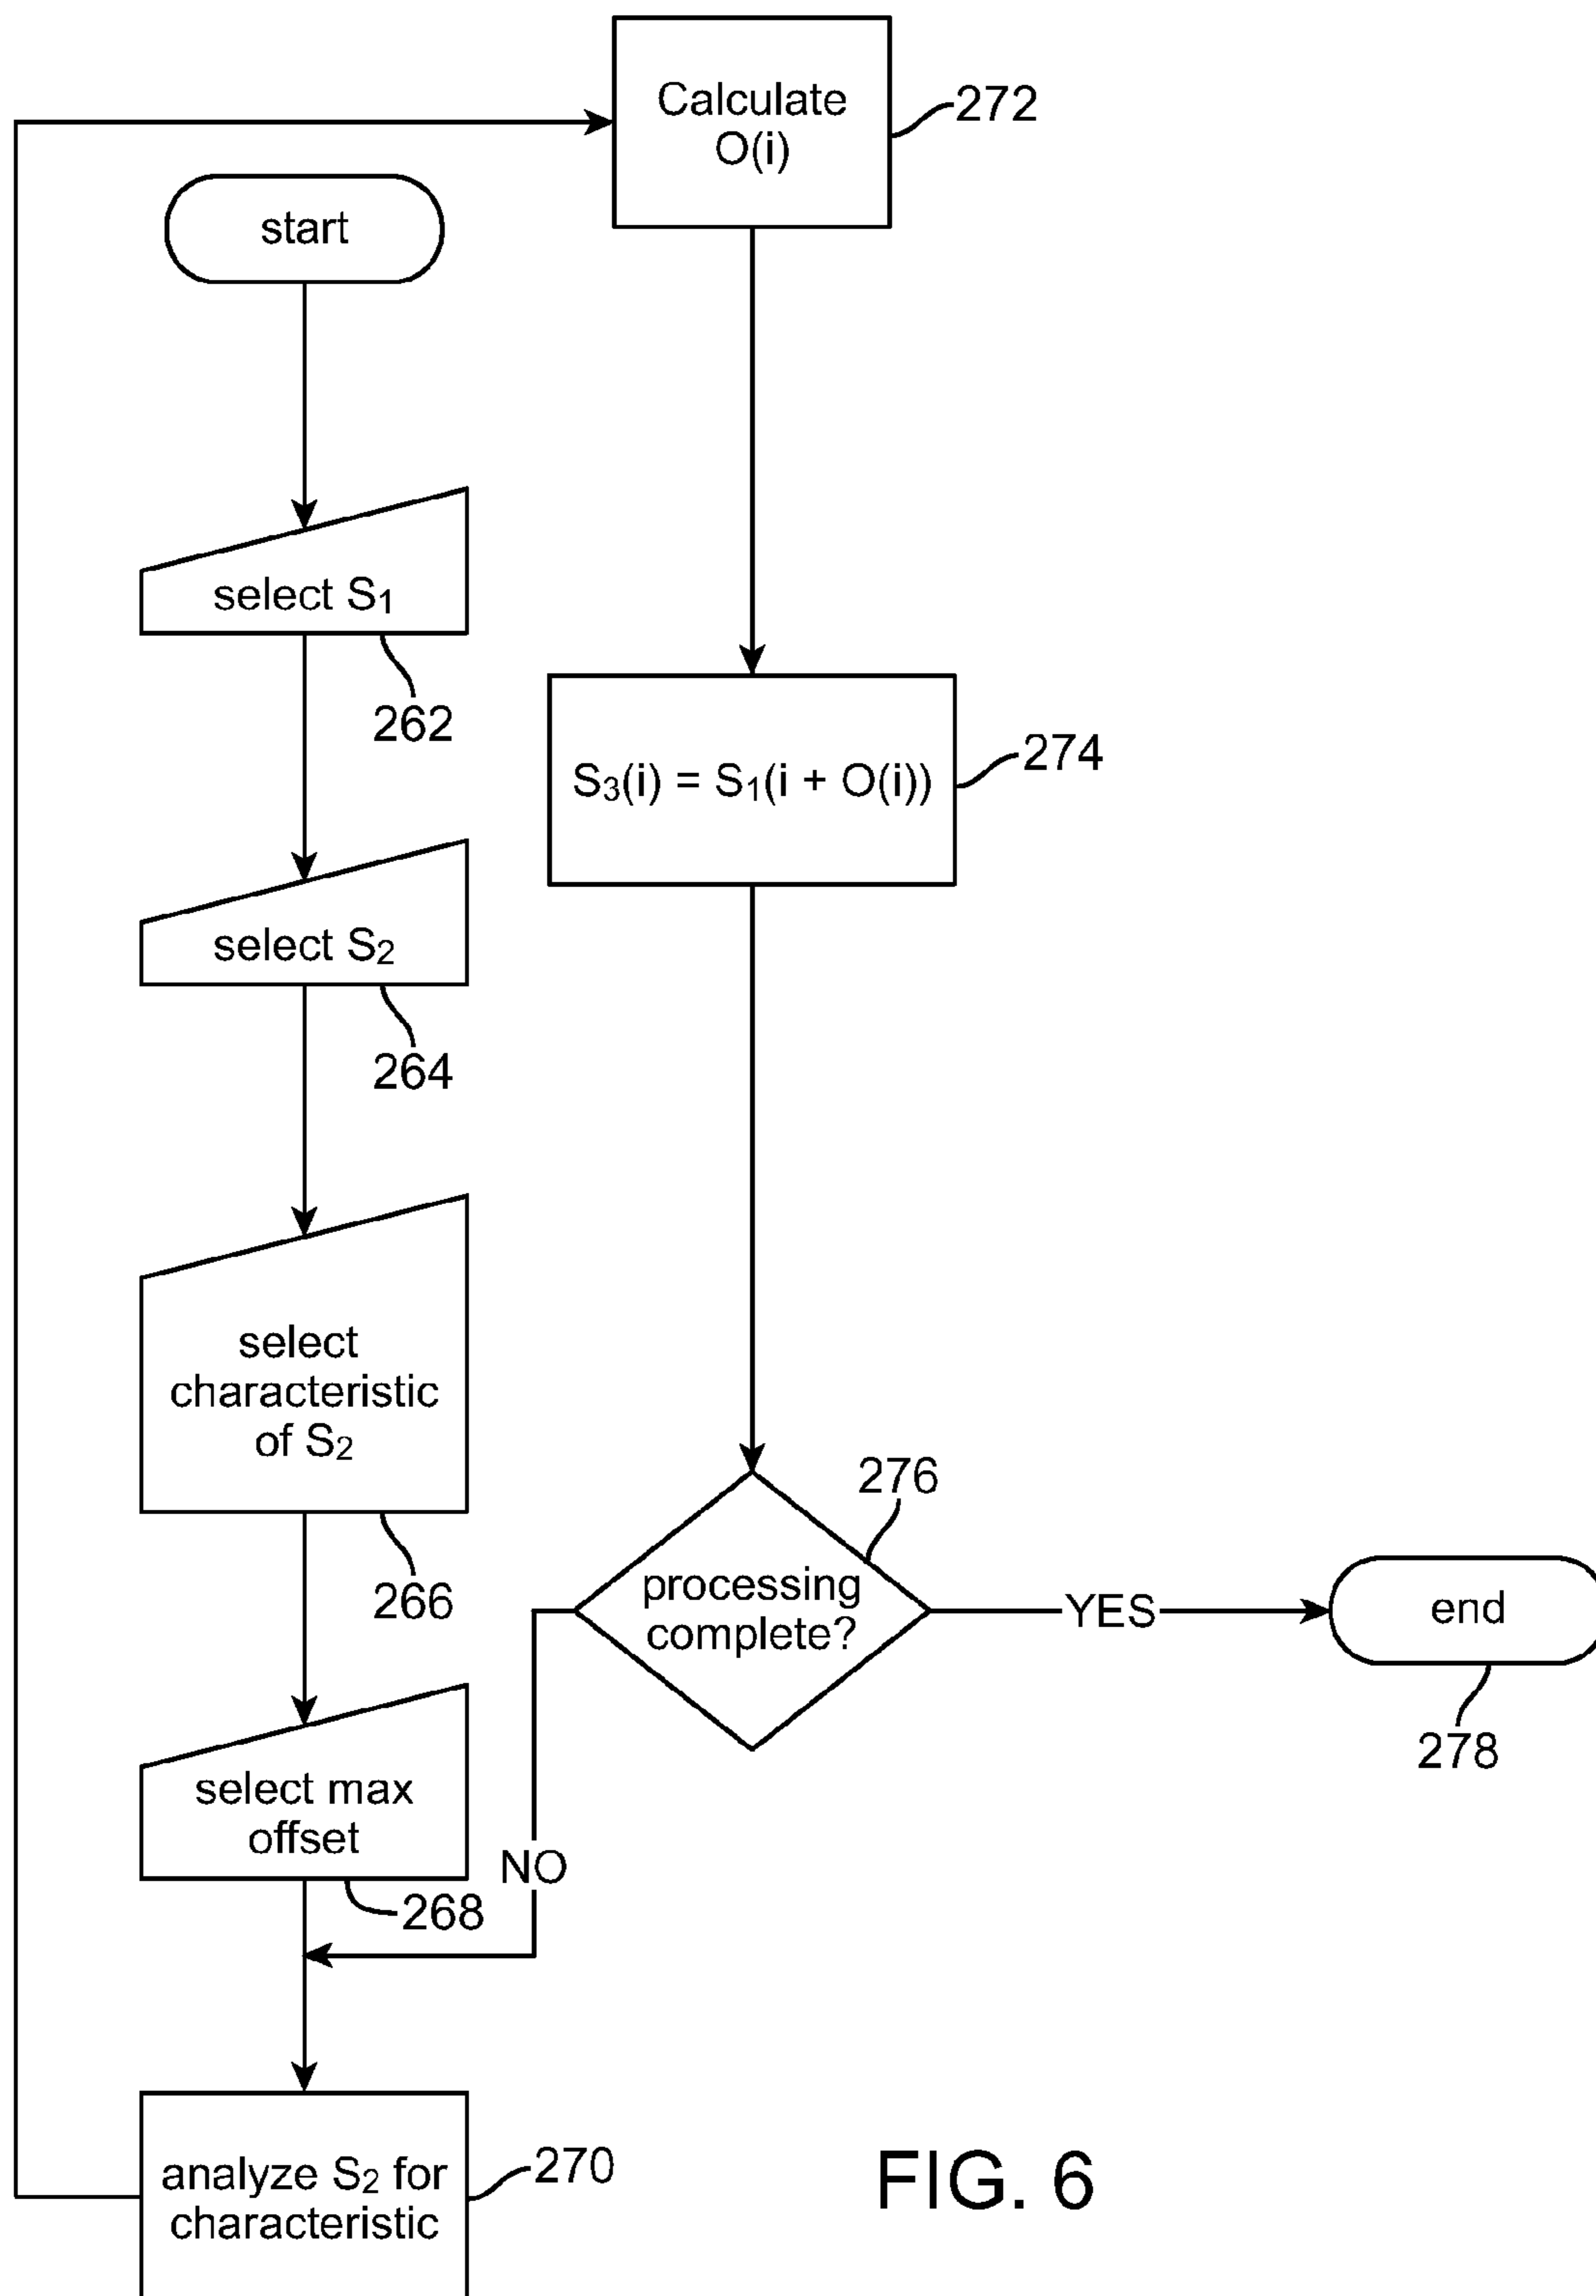 Calculate
O(i)
272
start
select S₁
262
S₃(i) = S₁(i + O(i))
274
select S₂
264
select
characteristic
of S₂
266
276
processing
complete?
YES
end
278
select max
offset
NO
268
analyze S₂ for
characteristic
270
FIG. 6